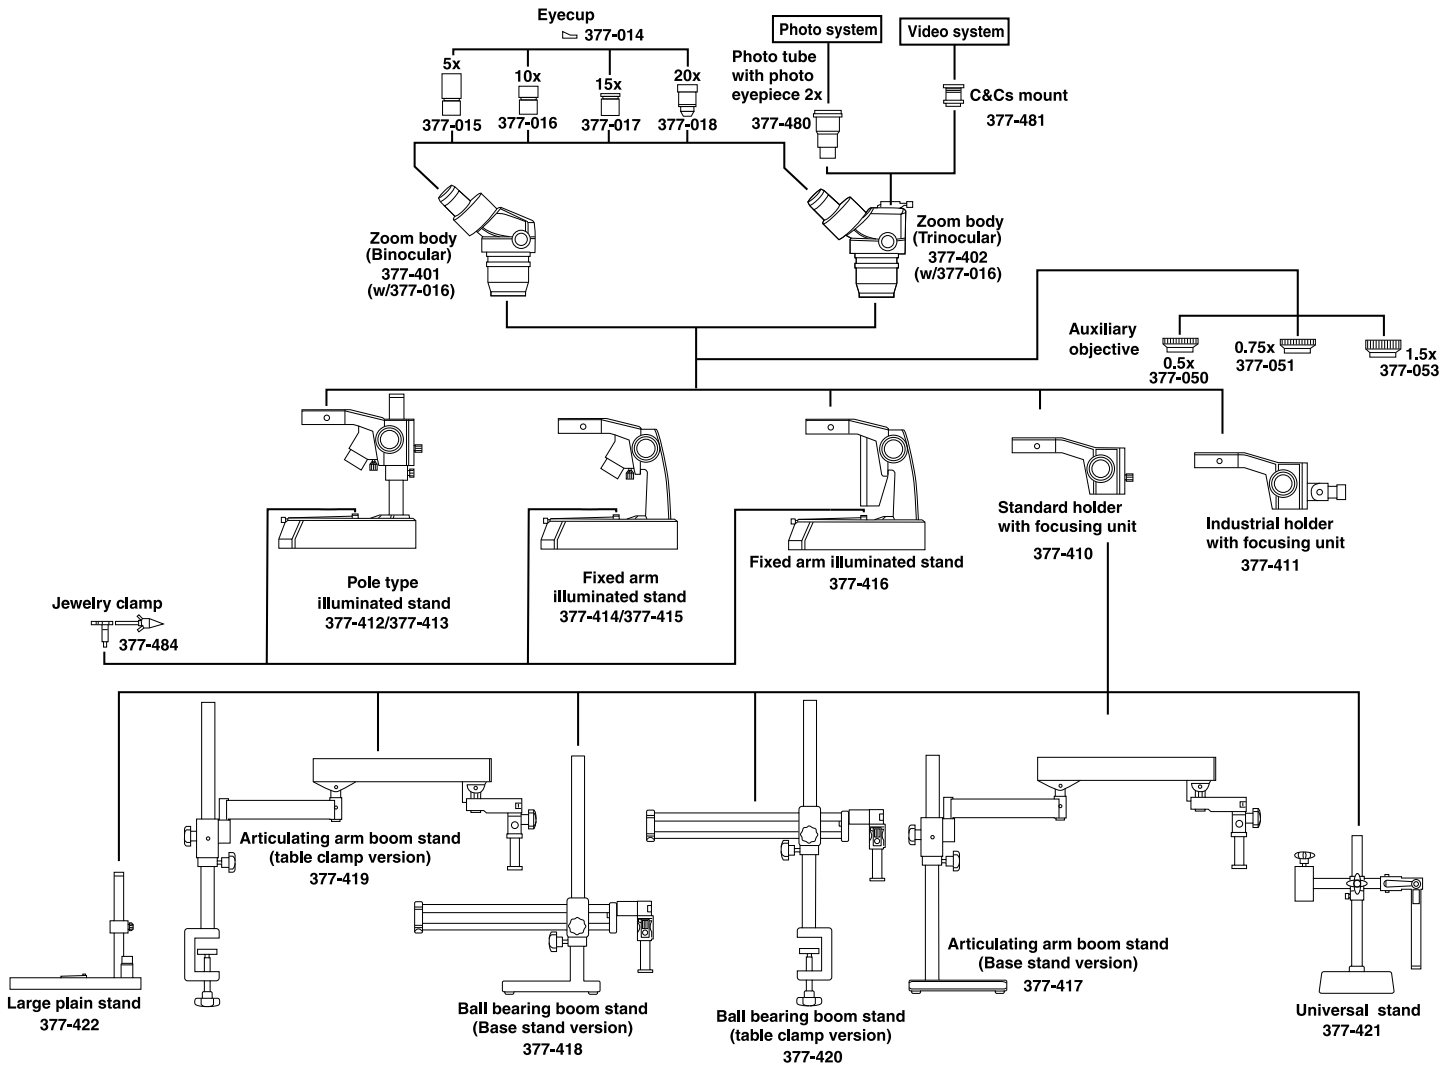 Eyecup
377-014
5x
377-015
10x
377-016
15x
377-017
20x
377-018
Photo system
Photo tube
with photo
eyepiece 2x
377-480
Video system
C&Cs mount
377-481
Zoom body
(Binocular)
377-401
(w/377-016)
Zoom body
(Trinocular)
377-402
(w/377-016)
Auxiliary
objective
0.5x
377-050
0.75x
377-051
1.5x
377-053
Pole type
illuminated stand
377-412/377-413
Fixed arm
illuminated stand
377-414/377-415
Fixed arm illuminated stand
377-416
Standard holder
with focusing unit
377-410
Industrial holder
with focusing unit
377-411
Jewelry clamp
377-484
Large plain stand
377-422
Articulating arm boom stand
(table clamp version)
377-419
Ball bearing boom stand
(Base stand version)
377-418
Ball bearing boom stand
(table clamp version)
377-420
Articulating arm boom stand
(Base stand version)
377-417
Universal stand
377-421